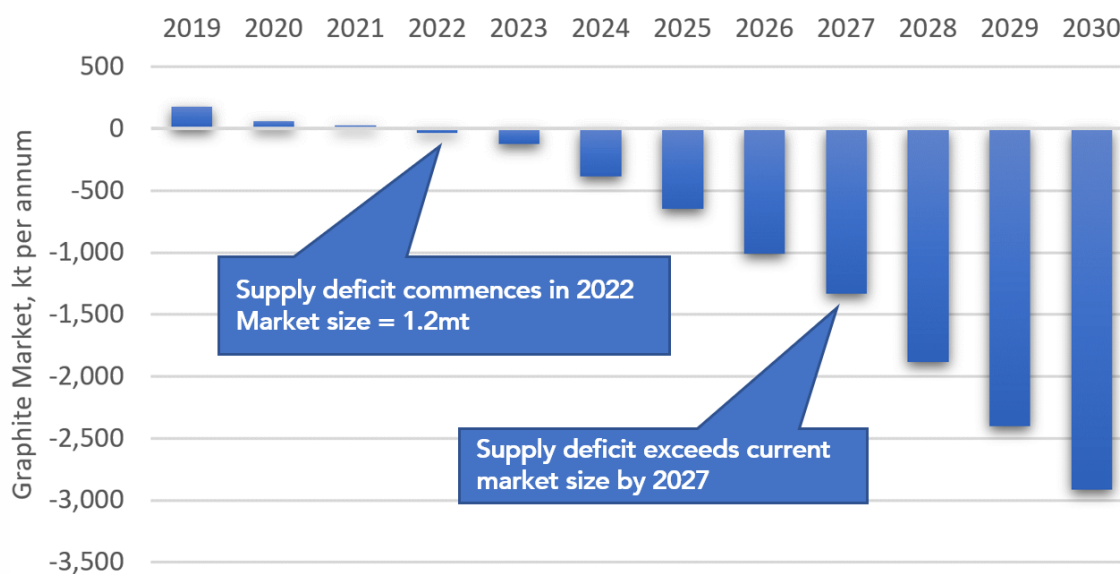 2019 2020 2021 2022 2023 2024 2025 2026 2027 2028 2029 2030
Graphite Market, kt per annum
500
0
-500
-1,000
-1,500
-2,000
-2,500
-3,000
-3,500
Supply deficit commences in 2022
Market size = 1.2mt
Supply deficit exceeds current
market size by 2027